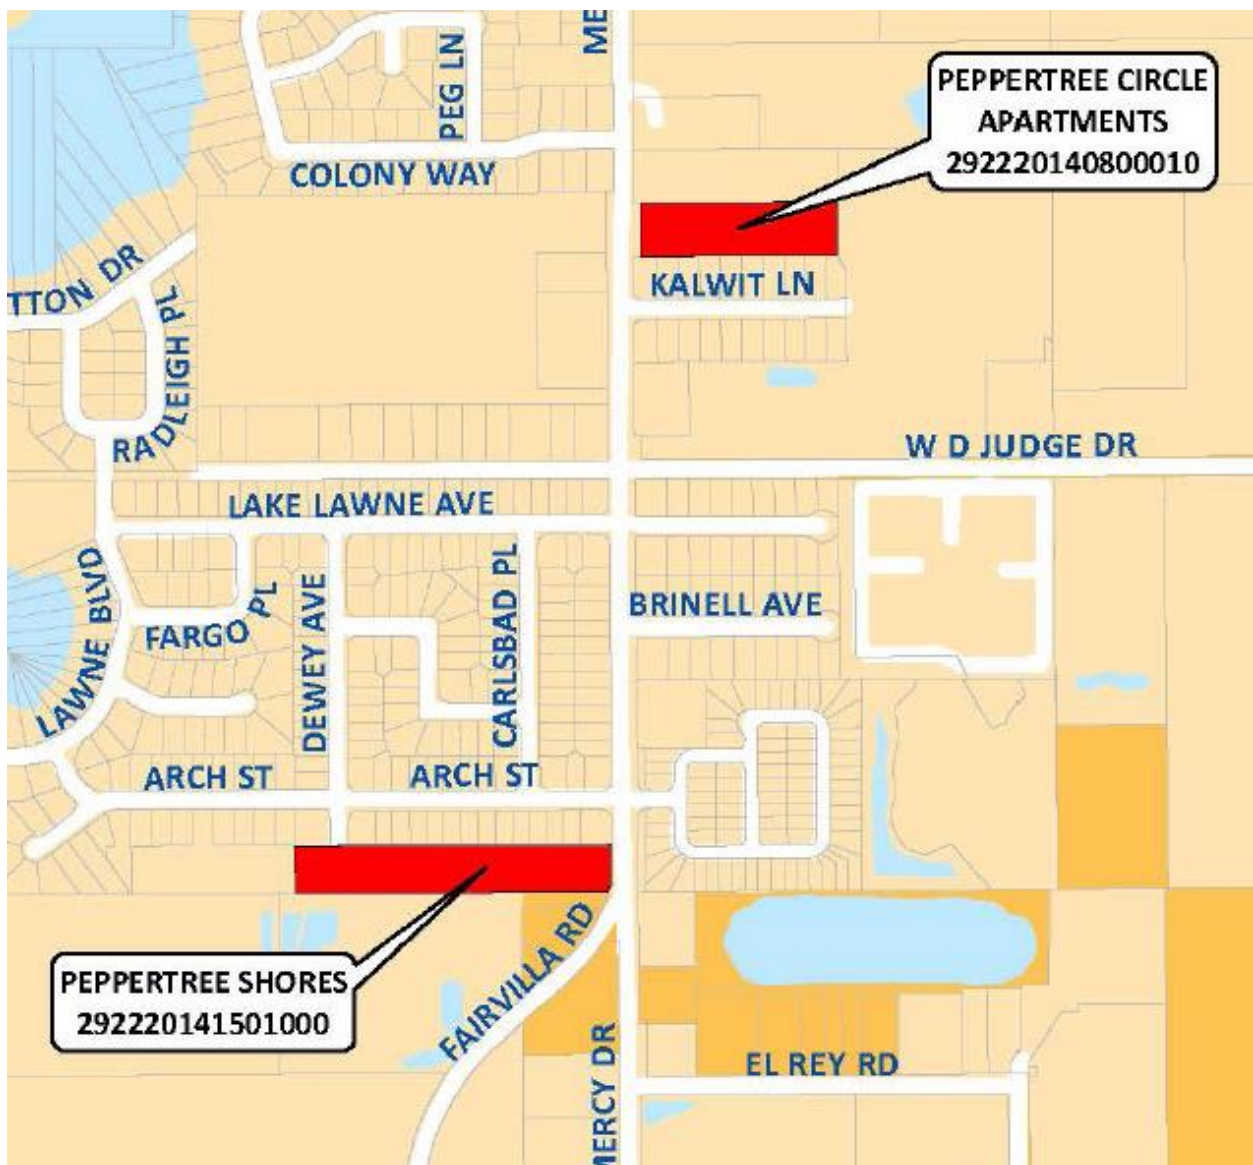 ME
PEG LN
PEPPERTREE CIRCLE
APARTMENTS
292220140800010
COLONY WAY
TTON DR
KALWIT LN
RADLEIGH PL
W D JUDGE DR
LAKE LAWNE AVE
LAWNE BLVD
FARGO PL
DEWEY AVE
CARLSBAD PL
BRINELL AVE
ARCH ST
ARCH ST
PEPPERTREE SHORES
292220141501000
FAIRVILLA RD
MERCY DR
EL REY RD